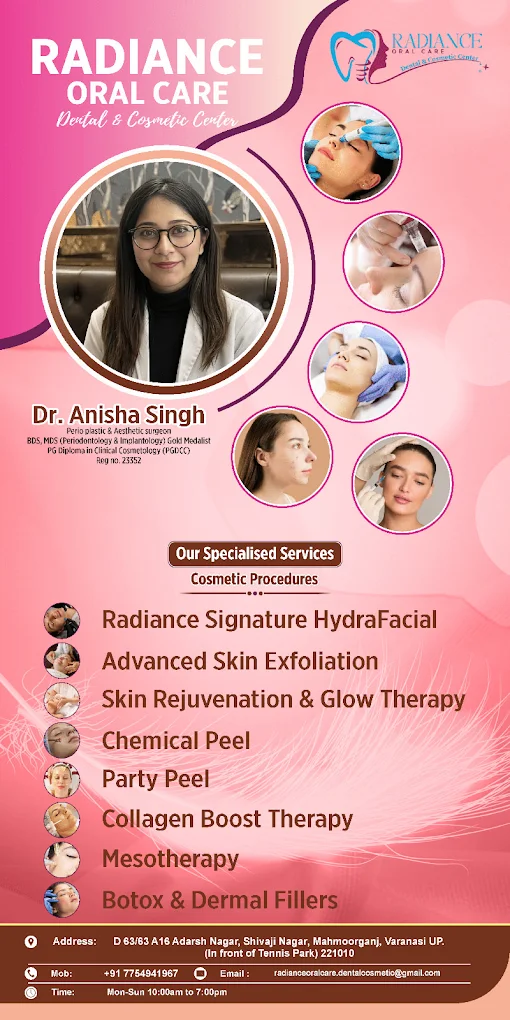 RADIANCE
ORAL CARE
Dental & Cosmetic Center
RADIANCE
ORAL CARE
Dental & Cosmetic Center
Dr. Anisha Singh
Perio plastic & Aesthetic surgeon
BDS, MDS (Periodontology & Implantology) Gold Medalist
PG Diploma in Clinical Cosmetology (PGDCC)
Reg no. 23352
Our Specialised Services
Cosmetic Procedures
Radiance Signature HydraFacial
Advanced Skin Exfoliation
Skin Rejuvenation & Glow Therapy
Chemical Peel
Party Peel
Collagen Boost Therapy
Mesotherapy
Botox & Dermal Fillers
Address: D 63/63 A16 Adarsh Nagar, Shivaji Nagar, Mahmoorganj, Varanasi UP.
(In front of Tennis Park) 221010
Mob: +91 7754941967 Email : radianceoralcare.dentalcosmetic@gmail.com
Time: Mon-Sun 10:00am to 7:00pm